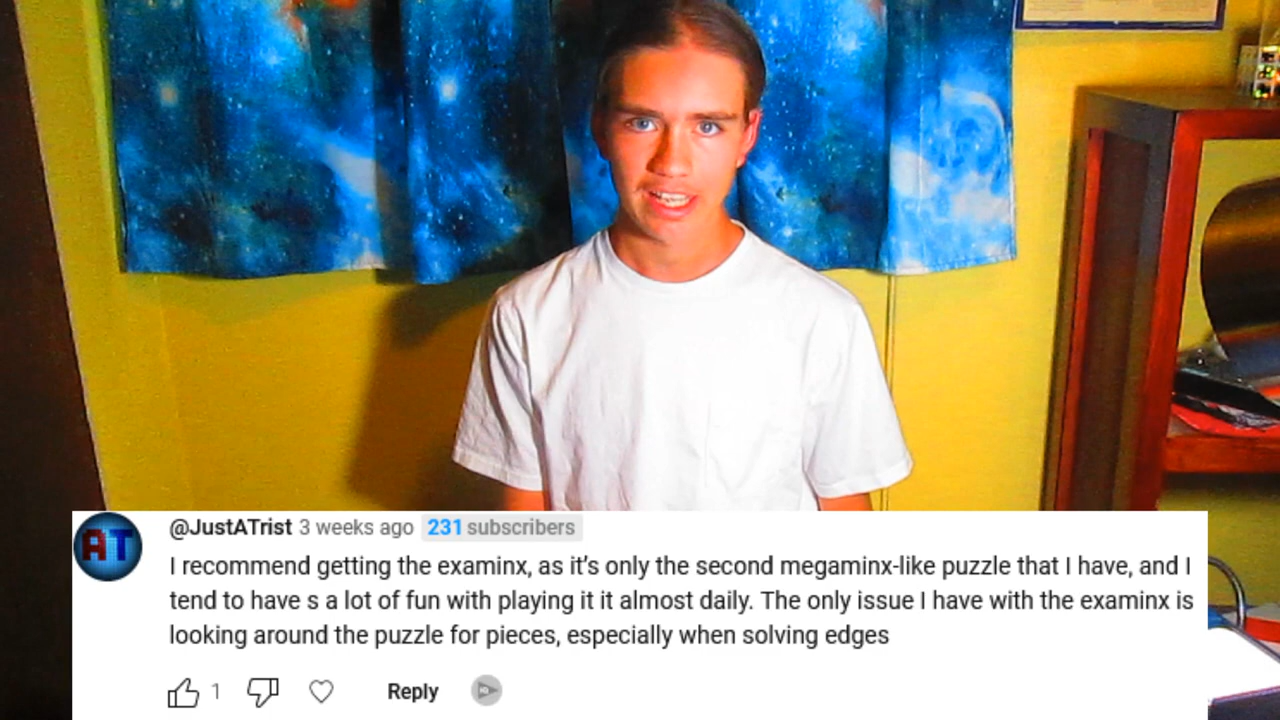 AT
@JustATrist 3 weeks ago 231 subscribers
I recommend getting the examinx, as it’s only the second megaminx-like puzzle that I have, and I
tend to have s a lot of fun with playing it it almost daily. The only issue I have with the examinx is
looking around the puzzle for pieces, especially when solving edges
1 Reply